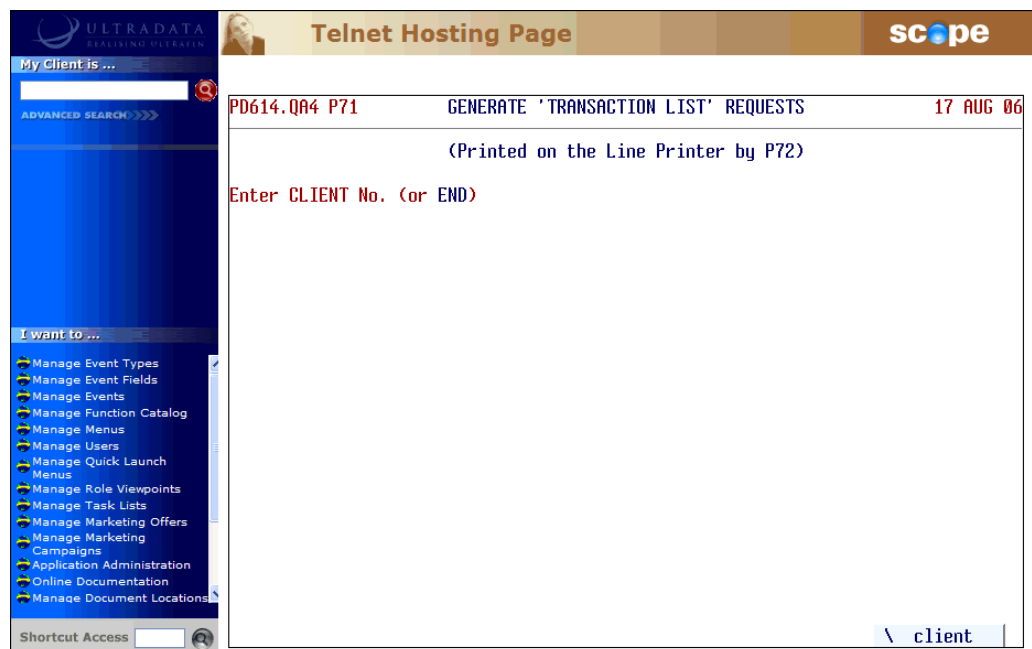 ULTRADATA
REALISING ULTRAFIN
Telnet Hosting Page
scope
My Client is ...
ADVANCED SEARCH
PD614.QA4 P71 GENERATE 'TRANSACTION LIST' REQUESTS 17 AUG 06
(Printed on the Line Printer by P72)
Enter CLIENT No. (or END)
I want to ...
Manage Event Types
Manage Event Fields
Manage Events
Manage Function Catalog
Manage Menus
Manage Users
Manage Quick Launch
Menus
Manage Role Viewpoints
Manage Task Lists
Manage Marketing Offers
Manage Marketing
Campaigns
Application Administration
Online Documentation
Manage Document Locations
Shortcut Access
\ client